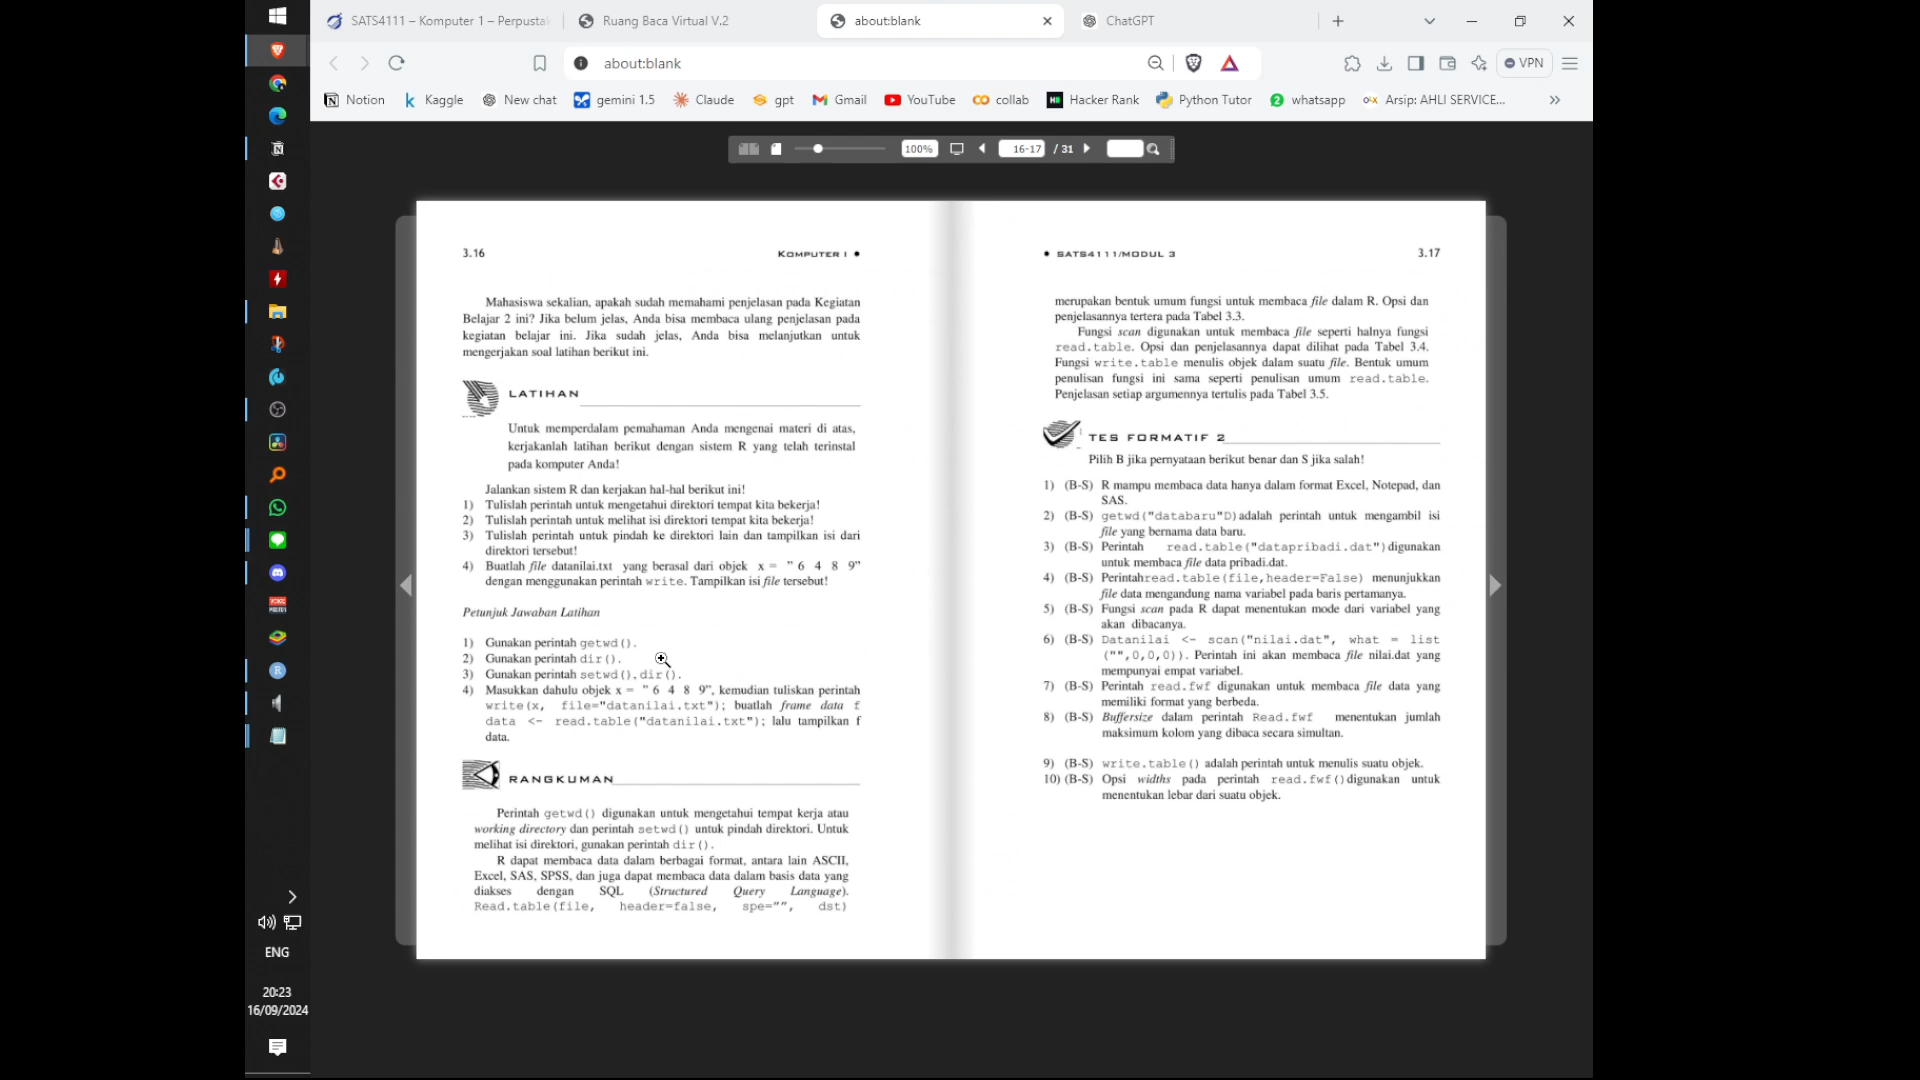 SATS4111 – Komputer 1 – Perpustak
Ruang Baca Virtual V.2
about:blank
ChatGPT
about:blank
VPN
Notion
Kaggle
New chat
gemini 1.5
Claude
gpt
Gmail
YouTube
collab
Hacker Rank
Python Tutor
whatsapp
Arsip: AHLI SERVICE...
100%
16-17 / 31
3.16 KOMPUTER I ●
Mahasiswa sekalian, apakah sudah memahami penjelasan pada Kegiatan
Belajar 2 ini? Jika belum jelas, Anda bisa membaca ulang penjelasan pada
kegiatan belajar ini. Jika sudah jelas, Anda bisa melanjutkan untuk
mengerjakan soal latihan berikut ini.
LATIHAN
Untuk memperdalam pemahaman Anda mengenai materi di atas,
kerjakanlah latihan berikut dengan sistem R yang telah terinstal
pada komputer Anda!
Jalankan sistem R dan kerjakan hal-hal berikut ini!
1) Tulislah perintah untuk mengetahui direktori tempat kita bekerja!
2) Tulislah perintah untuk melihat isi direktori tempat kita bekerja!
3) Tulislah perintah untuk pindah ke direktori lain dan tampilkan isi dari
direktori tersebut!
4) Buatlah file datanilai.txt yang berasal dari objek x = ” 6 4 8 9”
dengan menggunakan perintah write. Tampilkan isi file tersebut!
Petunjuk Jawaban Latihan
1) Gunakan perintah getwd().
2) Gunakan perintah dir().
3) Gunakan perintah setwd().dir().
4) Masukkan dahulu objek x = ” 6 4 8 9”, kemudian tuliskan perintah
write(x, file="datanilai.txt"); buatlah frame data f
data <- read.table("datanilai.txt"); lalu tampilkan f
data.
RANGKUMAN
Perintah getwd() digunakan untuk mengetahui tempat kerja atau
working directory dan perintah setwd() untuk pindah direktori. Untuk
melihat isi direktori, gunakan perintah dir().
R dapat membaca data dalam berbagai format, antara lain ASCII,
Excel, SAS, SPSS, dan juga dapat membaca data dalam basis data yang
diakses dengan SQL (Structured Query Language).
Read.table(file, header=false, spe=””, dst)
● SATS4111/MODUL 3 3.17
merupakan bentuk umum fungsi untuk membaca file dalam R. Opsi dan
penjelasannya tertera pada Tabel 3.3.
Fungsi scan digunakan untuk membaca file seperti halnya fungsi
read.table. Opsi dan penjelasannya dapat dilihat pada Tabel 3.4.
Fungsi write.table menulis objek dalam suatu file. Bentuk umum
penulisan fungsi ini sama seperti penulisan umum read.table.
Penjelasan setiap argumennya tertulis pada Tabel 3.5.
TES FORMATIF 2
Pilih B jika pernyataan berikut benar dan S jika salah!
1) (B-S) R mampu membaca data hanya dalam format Excel, Notepad, dan
SAS.
2) (B-S) getwd("databaru"D)adalah perintah untuk mengambil isi
file yang bernama data baru.
3) (B-S) Perintah read.table("datapribadi.dat")digunakan
untuk membaca file data pribadi.dat.
4) (B-S) Perintahread.table(file,header=False) menunjukkan
file data mengandung nama variabel pada baris pertamanya.
5) (B-S) Fungsi scan pada R dapat menentukan mode dari variabel yang
akan dibacanya.
6) (B-S) Datanilai <- scan("nilai.dat", what = list
("",0,0,0)). Perintah ini akan membaca file nilai.dat yang
mempunyai empat variabel.
7) (B-S) Perintah read.fwf digunakan untuk membaca file data yang
memiliki format yang berbeda.
8) (B-S) Buffersize dalam perintah Read.fwf menentukan jumlah
maksimum kolom yang dibaca secara simultan.
9) (B-S) write.table() adalah perintah untuk menulis suatu objek.
10) (B-S) Opsi widths pada perintah read.fwf()digunakan untuk
menentukan lebar dari suatu objek.
ENG
20:23
16/09/2024